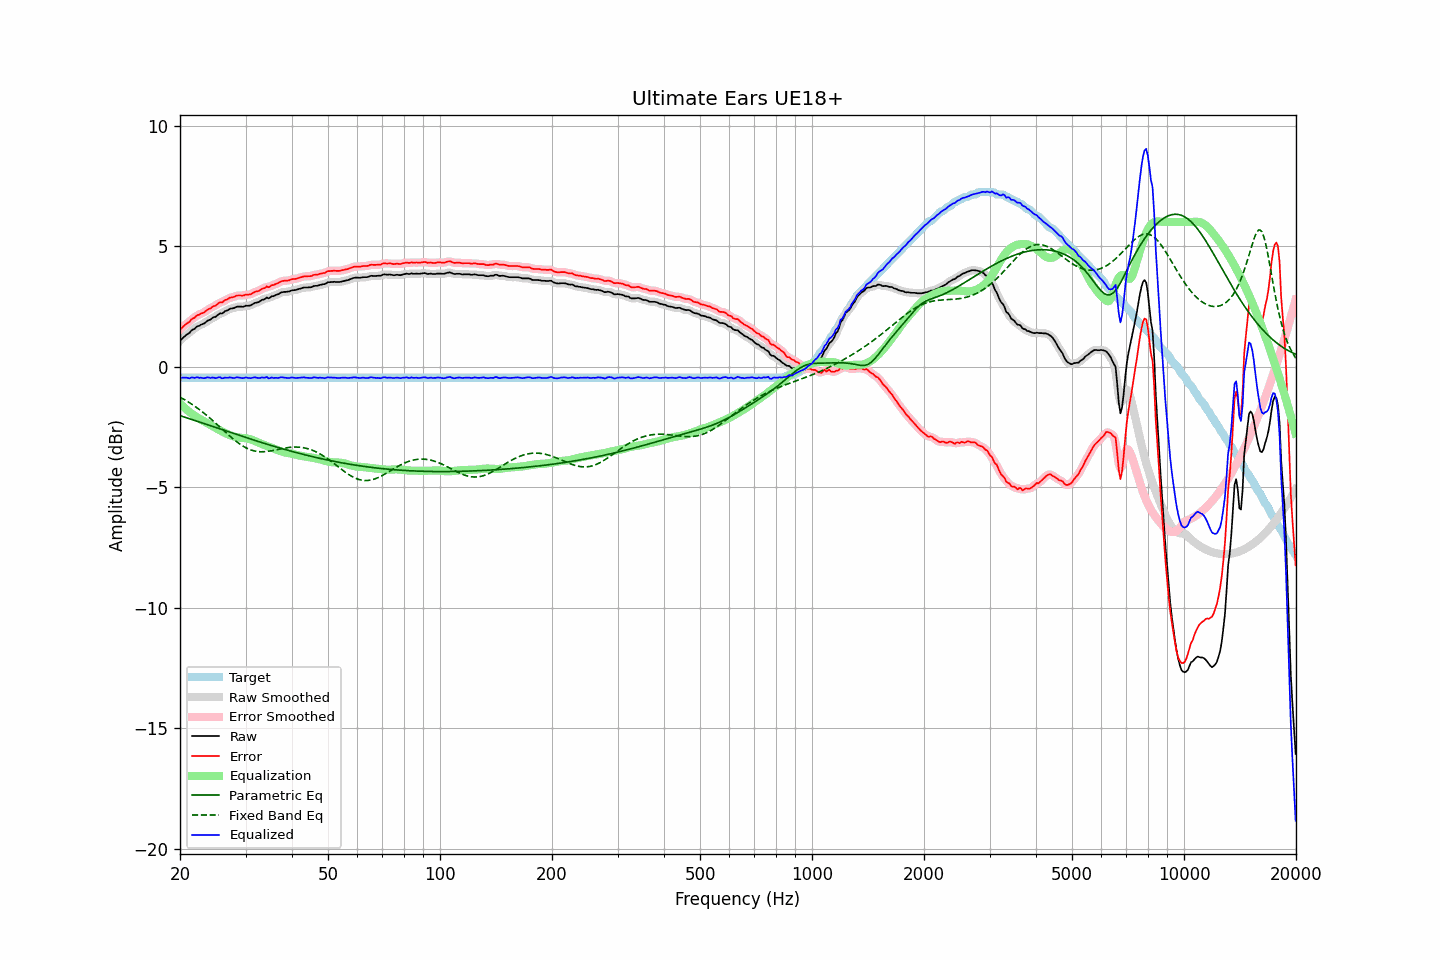 Ultimate Ears UE18+
Amplitude (dBr)
10
5
0
−5
−10
−15
−20
Target
Raw Smoothed
Error Smoothed
Raw
Error
Equalization
Parametric Eq
Fixed Band Eq
Equalized
20 50 100 200 500 1000 2000 5000 10000 20000
Frequency (Hz)